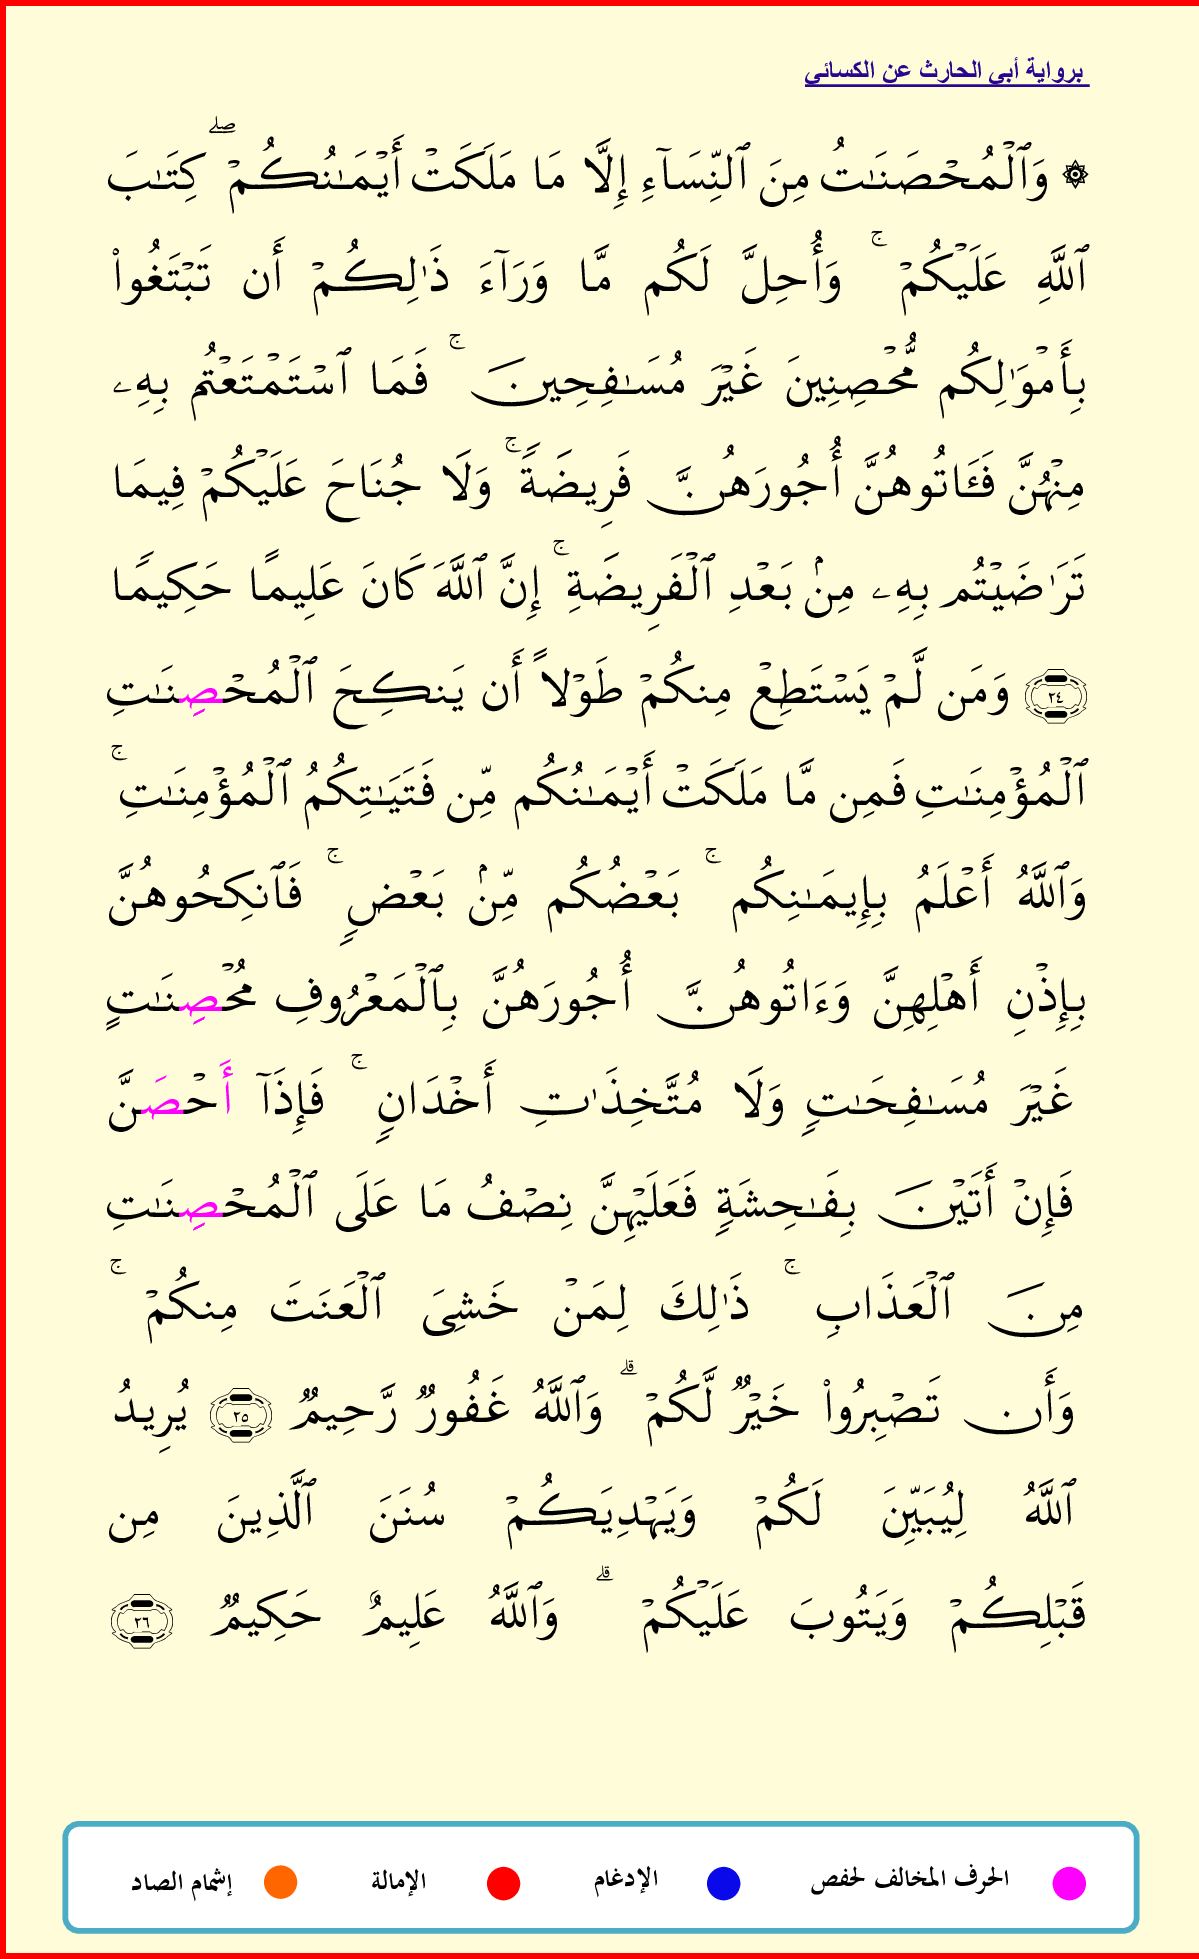 برواية أبي الحارث عن الكسائي
۞ وَٱلۡمُحۡصَنَٰتُ مِنَ ٱلنِّسَآءِ إِلَّا مَا مَلَكَتۡ أَيۡمَٰنُكُمۡۖ كِتَٰبَ
ٱللَّهِ عَلَيۡكُمۡۚ وَأُحِلَّ لَكُم مَّا وَرَآءَ ذَٰلِكُمۡ أَن تَبۡتَغُواْ
بِأَمۡوَٰلِكُم مُّحۡصِنِينَ غَيۡرَ مُسَٰفِحِينَۚ فَمَا ٱسۡتَمۡتَعۡتُم بِهِۦ
مِنۡهُنَّ فَـَٔاتُوهُنَّ أُجُورَهُنَّ فَرِيضَةٗۚ وَلَا جُنَاحَ عَلَيۡكُمۡ فِيمَا
تَرَٰضَيۡتُم بِهِۦ مِنۢ بَعۡدِ ٱلۡفَرِيضَةِۚ إِنَّ ٱللَّهَ كَانَ عَلِيمًا حَكِيمٗا
٢٤ وَمَن لَّمۡ يَسۡتَطِعۡ مِنكُمۡ طَوۡلًا أَن يَنكِحَ ٱلۡمُحۡصِنَٰتِ
ٱلۡمُؤۡمِنَٰتِ فَمِن مَّا مَلَكَتۡ أَيۡمَٰنُكُم مِّن فَتَيَٰتِكُمُ ٱلۡمُؤۡمِنَٰتِۚ
وَٱللَّهُ أَعۡلَمُ بِإِيمَٰنِكُمۚ بَعۡضُكُم مِّنۢ بَعۡضٖۚ فَٱنكِحُوهُنَّ
بِإِذۡنِ أَهۡلِهِنَّ وَءَاتُوهُنَّ أُجُورَهُنَّ بِٱلۡمَعۡرُوفِ مُحۡصِنَٰتٍ
غَيۡرَ مُسَٰفِحَٰتٖ وَلَا مُتَّخِذَٰتِ أَخۡدَانٖۚ فَإِذَآ أَحۡصَنَّ
فَإِنۡ أَتَيۡنَ بِفَٰحِشَةٖ فَعَلَيۡهِنَّ نِصۡفُ مَا عَلَى ٱلۡمُحۡصِنَٰتِ
مِنَ ٱلۡعَذَابِۚ ذَٰلِكَ لِمَنۡ خَشِيَ ٱلۡعَنَتَ مِنكُمۡۚ
وَأَن تَصۡبِرُواْ خَيۡرٞ لَّكُمۡۗ وَٱللَّهُ غَفُورٞ رَّحِيمٞ ٢٥ يُرِيدُ
ٱللَّهُ لِيُبَيِّنَ لَكُمۡ وَيَهۡدِيَكُمۡ سُنَنَ ٱلَّذِينَ مِن
قَبۡلِكُمۡ وَيَتُوبَ عَلَيۡكُمۡۗ وَٱللَّهُ عَلِيمٌ حَكِيمٞ ٢٦
الحرف المخالف لحفص الإدغام الإمالة إشمام الصاد